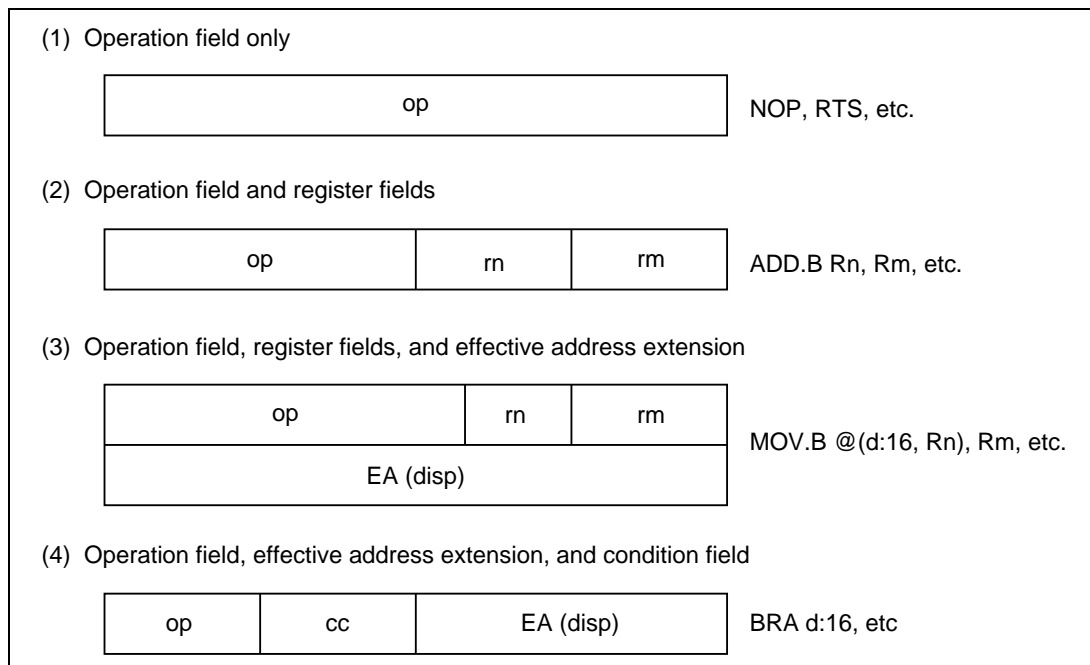 (1) Operation field only
op
NOP, RTS, etc.
(2) Operation field and register fields
op rn rm
ADD.B Rn, Rm, etc.
(3) Operation field, register fields, and effective address extension
op rn rm
EA (disp)
MOV.B @(d:16, Rn), Rm, etc.
(4) Operation field, effective address extension, and condition field
op cc EA (disp)
BRA d:16, etc